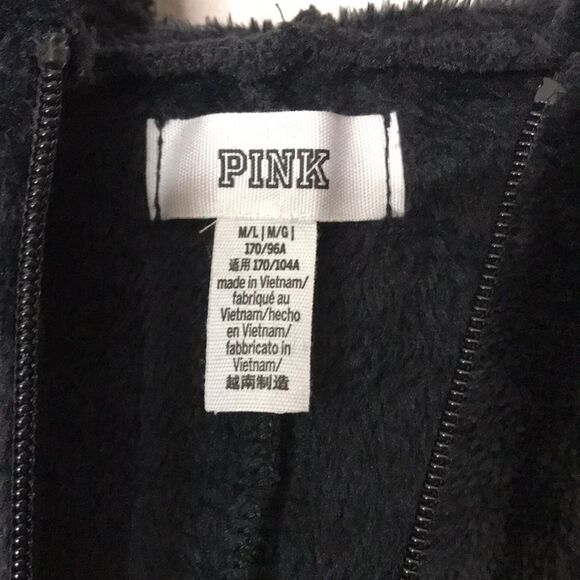 PINK
M/L | M/G |
170/96A
适用 170/104A
made in Vietnam/
fabriqué au
Vietnam/hecho
en Vietnam/
fabbricato in
Vietnam/
越南制造